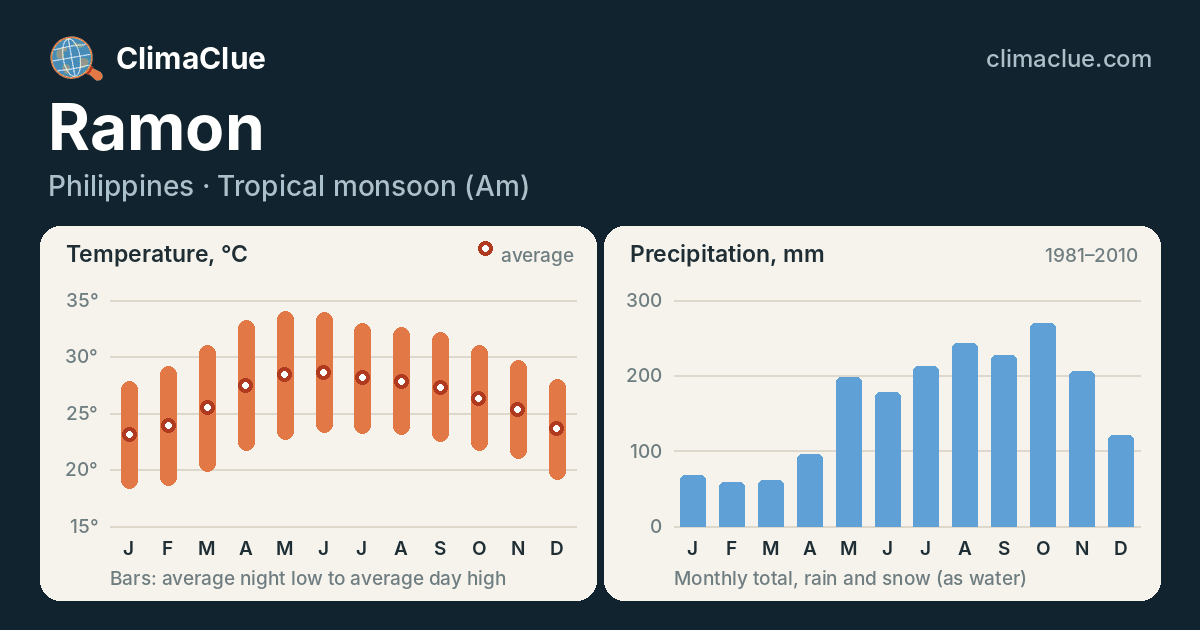 ClimaClue
climaclue.com
Ramon
Philippines · Tropical monsoon (Am)
Temperature, °C
average
35°
30°
25°
20°
15°
J F M A M J J A S O N D
Bars: average night low to average day high
Precipitation, mm
1981–2010
300
200
100
0
J F M A M J J A S O N D
Monthly total, rain and snow (as water)